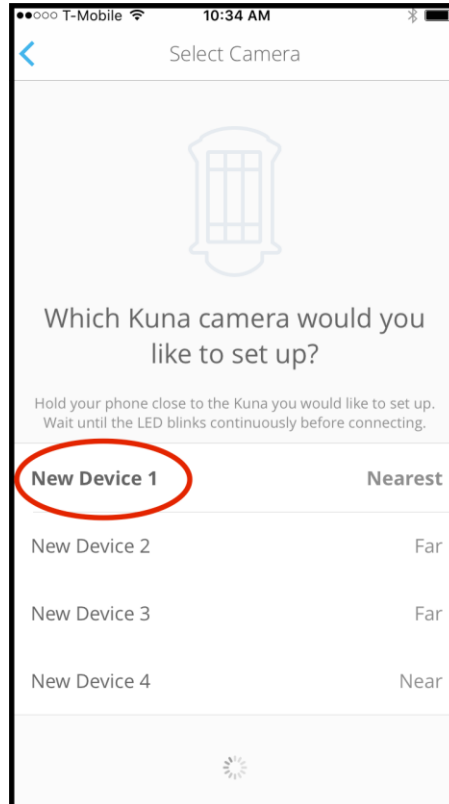 T-Mobile 10:34 AM
Select Camera
Which Kuna camera would you
like to set up?
Hold your phone close to the Kuna you would like to set up.
Wait until the LED blinks continuously before connecting.
New Device 1 Nearest
New Device 2 Far
New Device 3 Far
New Device 4 Near